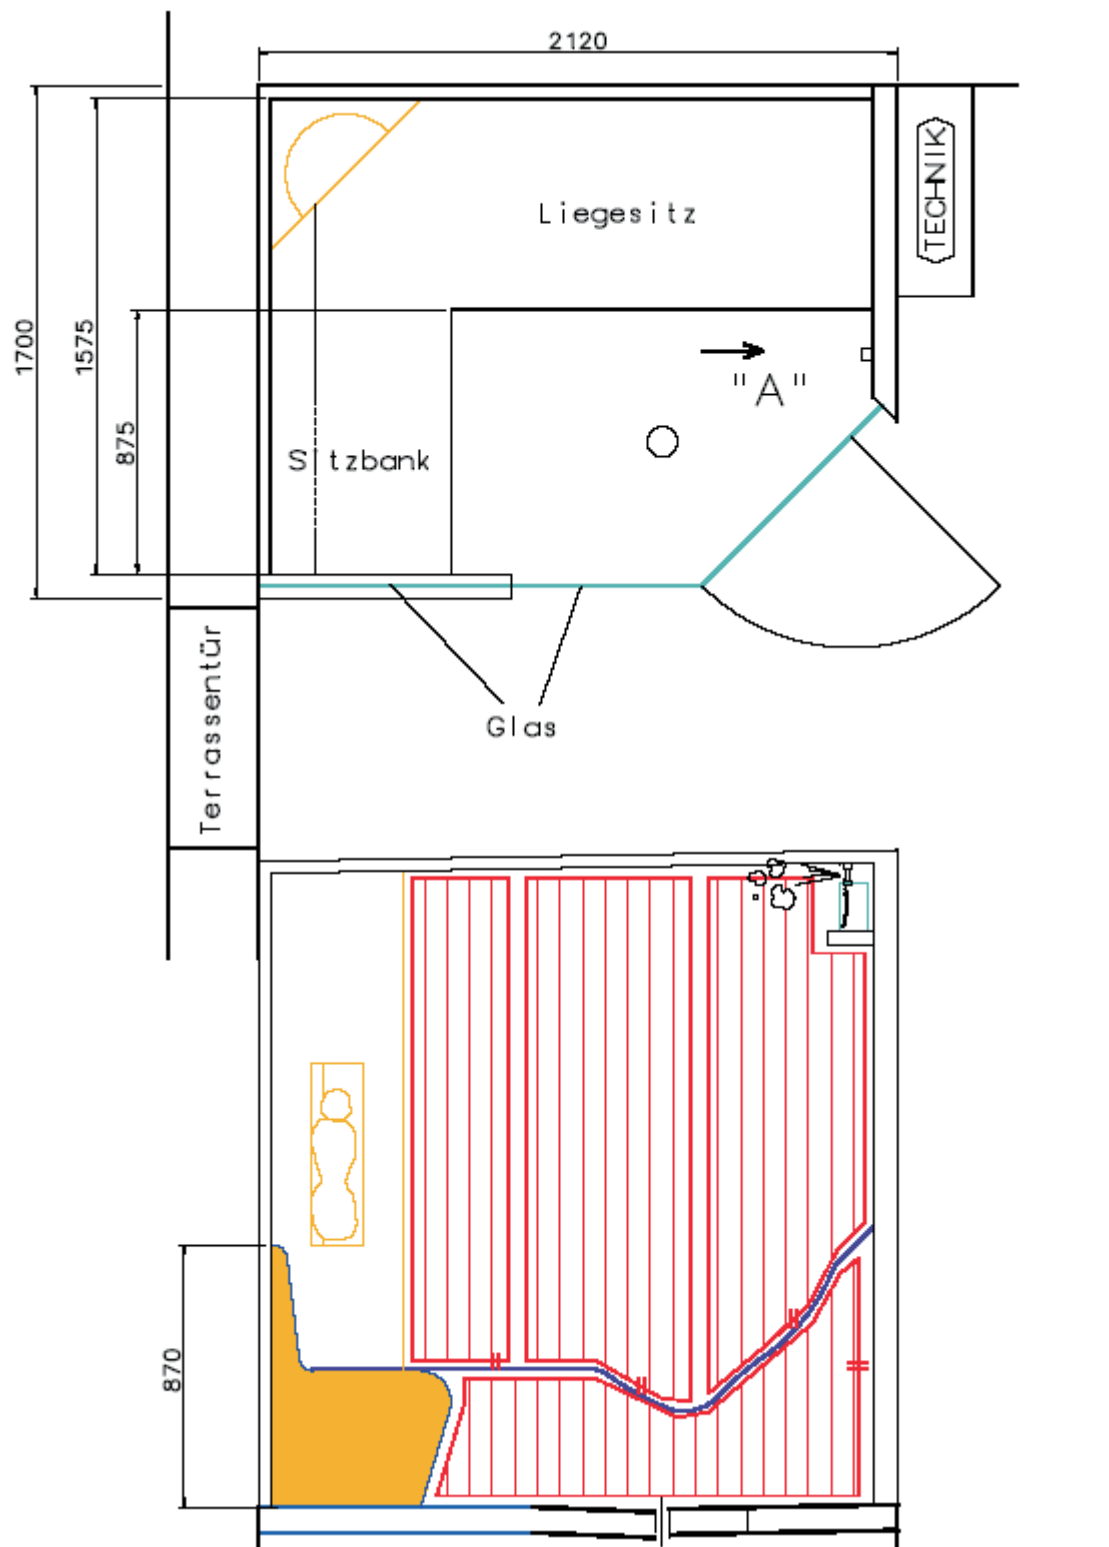 2120
TECHNIK
Liegesitz
1700
1575
875
"A"
Sitzbank
Glas
Terrassentür
870